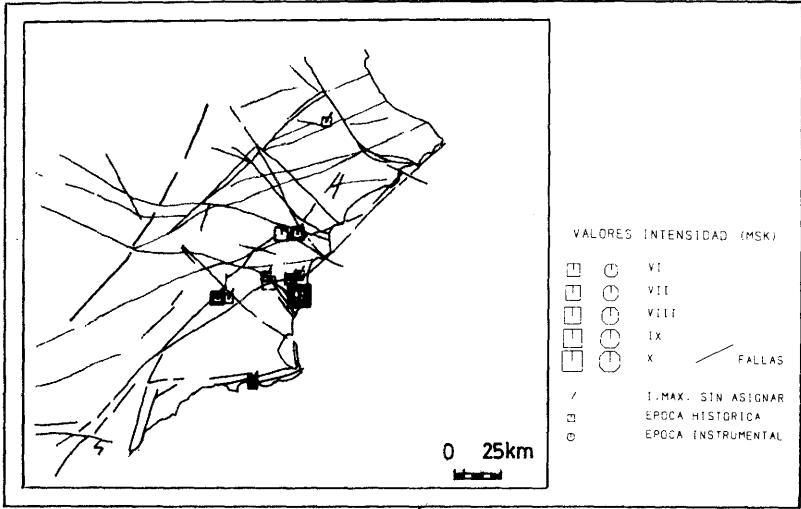 VALORES INTENSIDAD (MSK)
VI
VII
VIII
IX
X
FALLAS
I.MAX. SIN ASIGNAR
EPOCA HISTORICA
EPOCA INSTRUMENTAL
0 25km